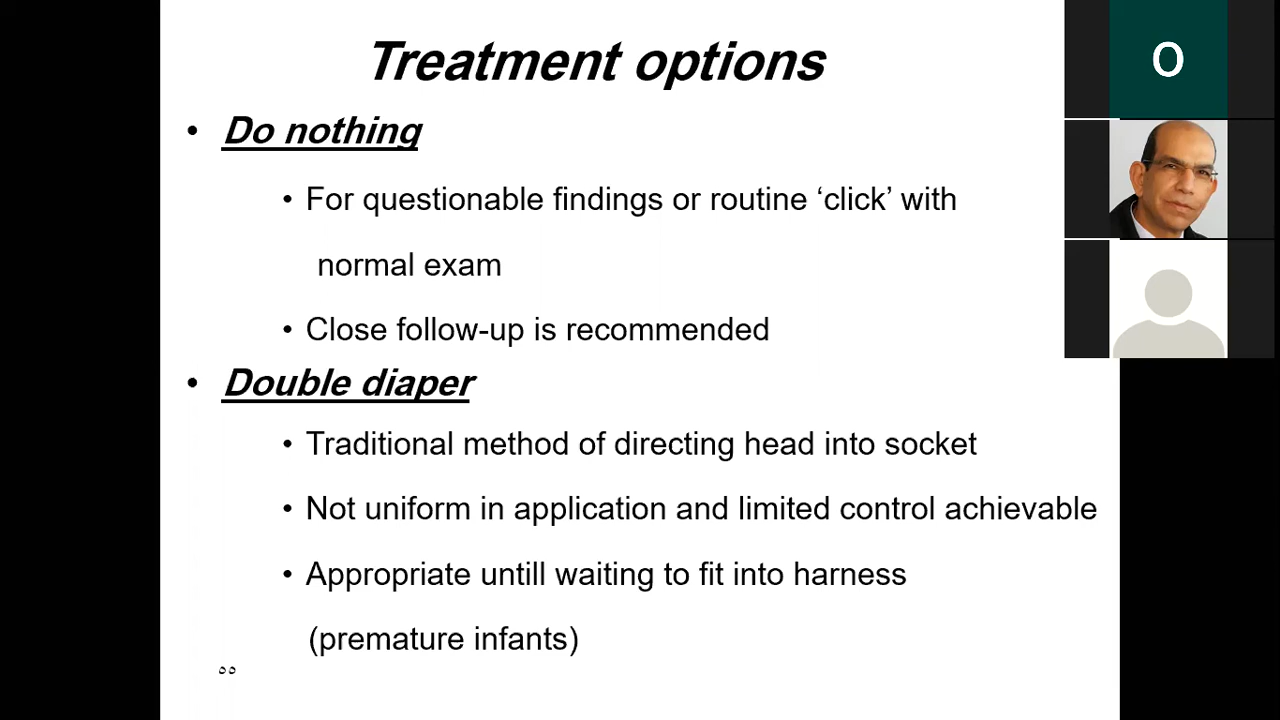 Treatment options
• Do nothing
• For questionable findings or routine ‘click’ with
normal exam
• Close follow-up is recommended
• Double diaper
• Traditional method of directing head into socket
• Not uniform in application and limited control achievable
• Appropriate untill waiting to fit into harness
(premature infants)
٥٥
O